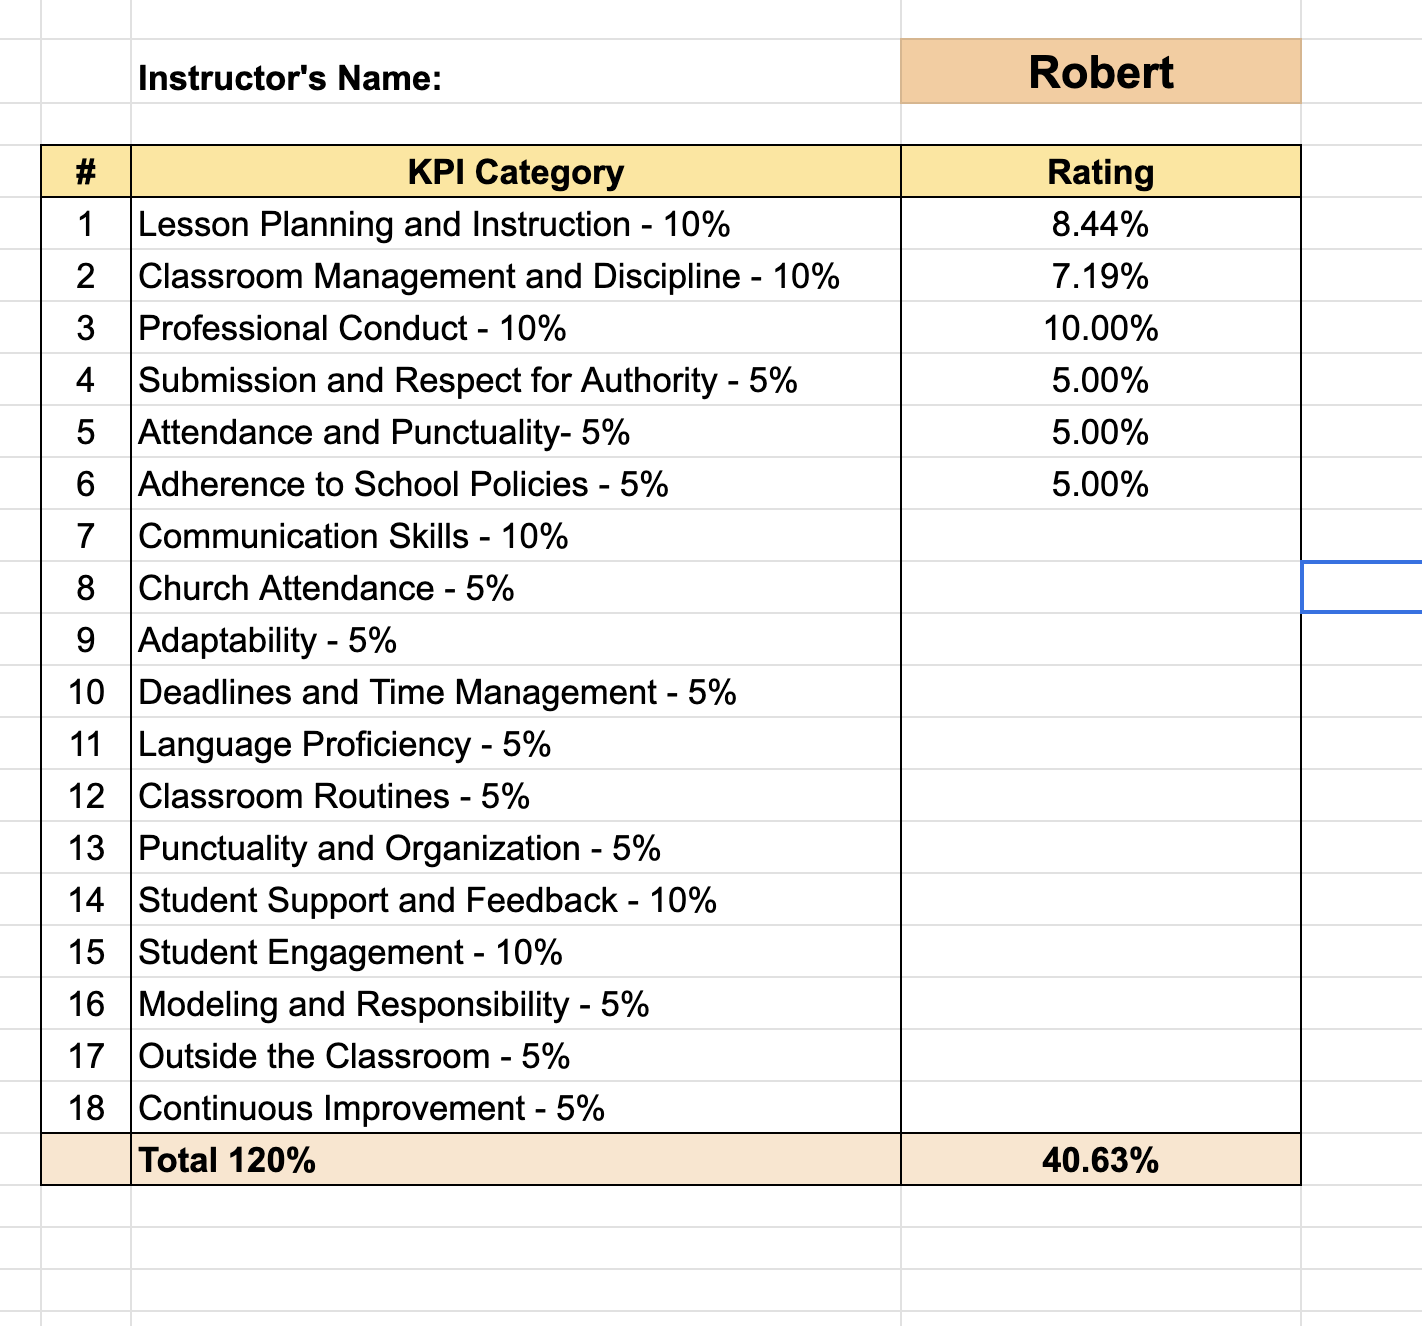 Instructor's Name: Robert
# KPI Category Rating
1 Lesson Planning and Instruction - 10% 8.44%
2 Classroom Management and Discipline - 10% 7.19%
3 Professional Conduct - 10% 10.00%
4 Submission and Respect for Authority - 5% 5.00%
5 Attendance and Punctuality- 5% 5.00%
6 Adherence to School Policies - 5% 5.00%
7 Communication Skills - 10%
8 Church Attendance - 5%
9 Adaptability - 5%
10 Deadlines and Time Management - 5%
11 Language Proficiency - 5%
12 Classroom Routines - 5%
13 Punctuality and Organization - 5%
14 Student Support and Feedback - 10%
15 Student Engagement - 10%
16 Modeling and Responsibility - 5%
17 Outside the Classroom - 5%
18 Continuous Improvement - 5%
Total 120% 40.63%